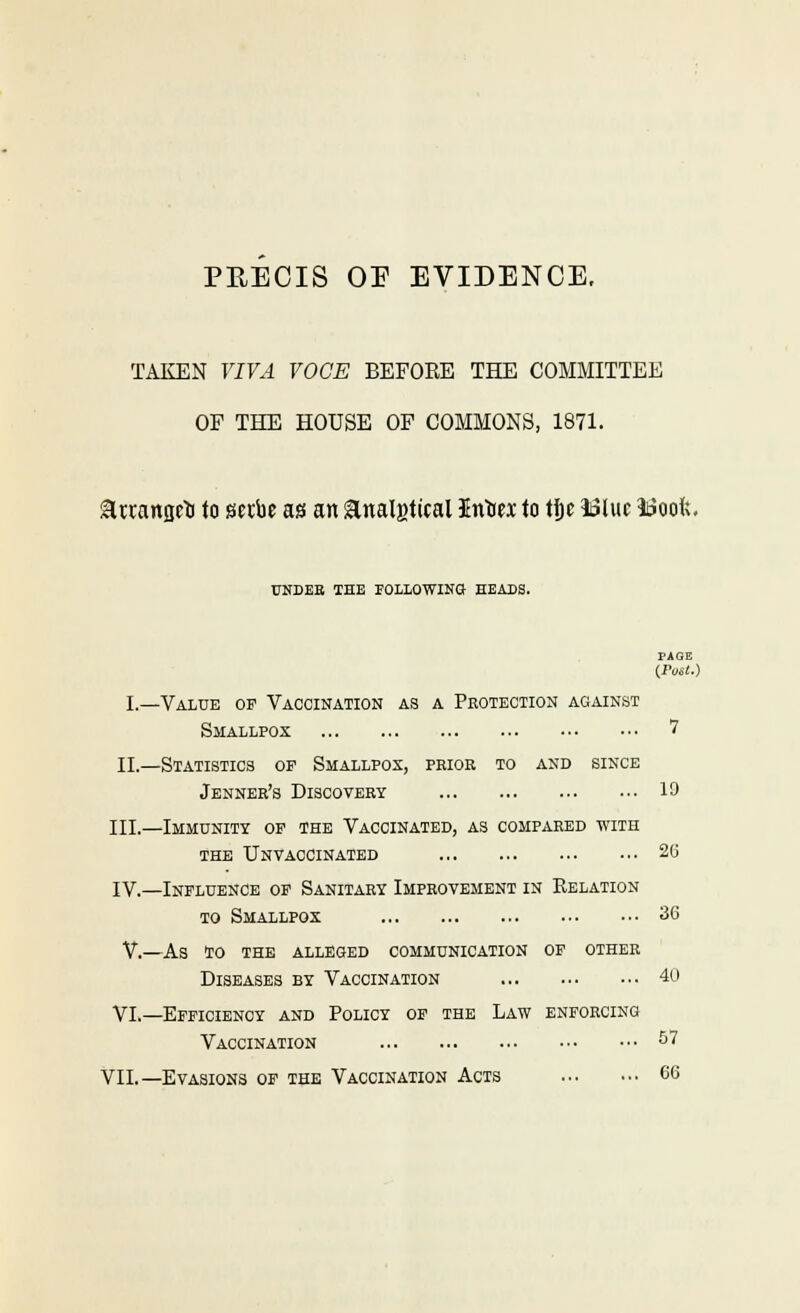 PRÉCIS OF EVIDENCE.
TAKEN VIVA VOCE BEFORE THE COMMITTEE
OF THE HOUSE OF COMMONS, 1871.
Arranged to serve as an Analytical Index to the Blue Book.
UNDER THE FOLLOWING HEADS.
PAGE
(Post.)
I.—VALUE OF VACCINATION AS A PROTECTION AGAINST
SMALLPOX ... ... ... ... ... ... 7
II.—STATISTICS OF SMALLPOX, PRIOR TO AND SINCE
JENNER'S DISCOVERY ... ... ... ... 19
III.—IMMUNITY OF THE VACCINATED, AS COMPARED WITH
THE UNVACCINATED ... ... ... ... 26
IV.—INFLUENCE OF SANITARY IMPROVEMENT IN RELATION
TO SMALLPOX ... ... ... ... ... 36
V.—AS TO THE ALLEGED COMMUNICATION OF OTHER
DISEASES BY VACCINATION ... ... ... 40
VI.—EFFICIENCY AND POLICY OF THE LAW ENFORCING
VACCINATION ... ... ... ... ... 57
VII.—EVASIONS OF THE VACCINATION ACTS ... ... 66